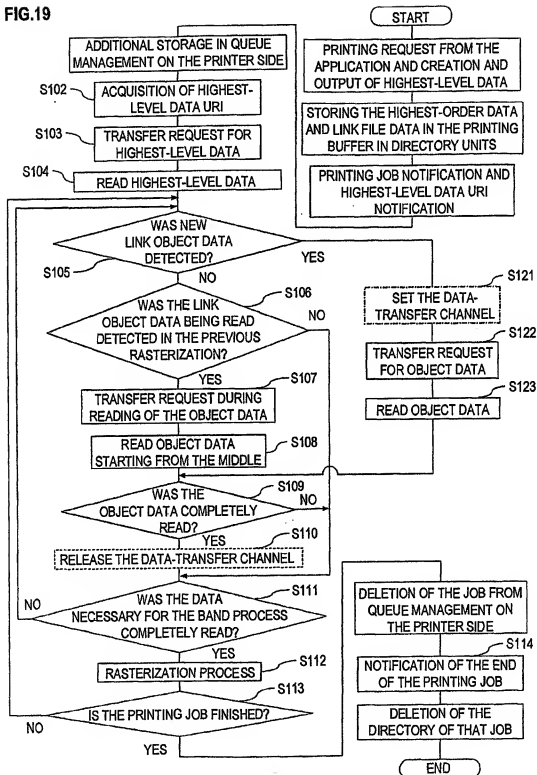 FIG.19
START
PRINTING REQUEST FROM THE
APPLICATION AND CREATION AND
OUTPUT OF HIGHEST-LEVEL DATA
STORING THE HIGHEST-ORDER DATA
AND LINK FILE DATA IN THE PRINTING
BUFFER IN DIRECTORY UNITS
PRINTING JOB NOTIFICATION AND
HIGHEST-LEVEL DATA URI
NOTIFICATION
ADDITIONAL STORAGE IN QUEUE
MANAGEMENT ON THE PRINTER SIDE
S102
ACQUISITION OF HIGHEST-
LEVEL DATA URI
S103
TRANSFER REQUEST FOR
HIGHEST-LEVEL DATA
S104
READ HIGHEST-LEVEL DATA
WAS NEW
LINK OBJECT DATA
DETECTED?
S105
YES
NO
S121
SET THE DATA-
TRANSFER CHANNEL
S122
TRANSFER REQUEST
FOR OBJECT DATA
S123
READ OBJECT DATA
S106
WAS THE LINK
OBJECT DATA BEING READ
DETECTED IN THE PREVIOUS
RASTERIZATION?
NO
YES
S107
TRANSFER REQUEST DURING
READING OF THE OBJECT DATA
S108
READ OBJECT DATA
STARTING FROM THE MIDDLE
S109
WAS THE
OBJECT DATA COMPLETELY
READ?
NO
YES
S110
RELEASE THE DATA-TRANSFER CHANNEL
S111
WAS THE DATA
NECESSARY FOR THE BAND PROCESS
COMPLETELY READ?
NO
YES
S112
RASTERIZATION PROCESS
S113
IS THE PRINTING JOB FINISHED?
NO
YES
DELETION OF THE JOB FROM
QUEUE MANAGEMENT ON
THE PRINTER SIDE
S114
NOTIFICATION OF THE END
OF THE PRINTING JOB
DELETION OF THE
DIRECTORY OF THAT JOB
END